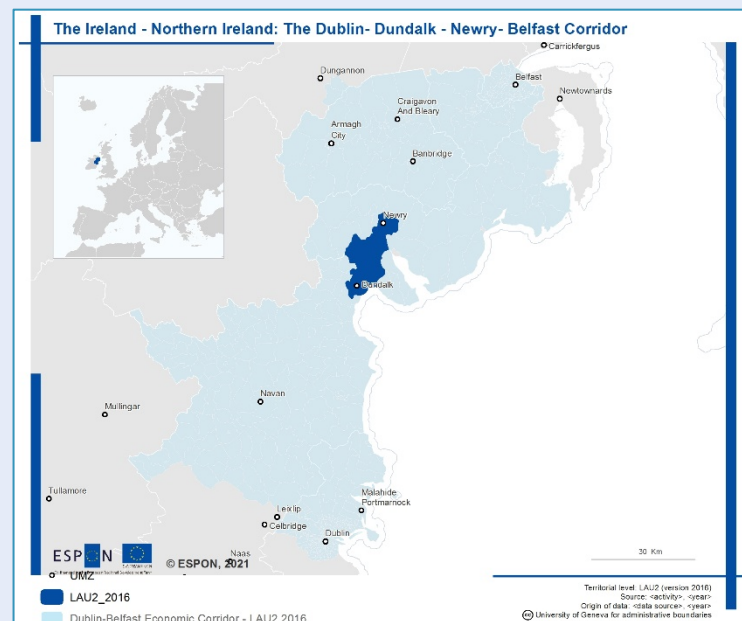 The Ireland - Northern Ireland: The Dublin- Dundalk - Newry- Belfast Corridor
Carrickfergus
Dungannon
Belfast
Newtownards
Craigavon
And Bleary
Armagh
City
Banbridge
Newry
Dundalk
Navan
Mullingar
Malahide
Portmarnock
Tullamore
Leixlip
Celbridge
Dublin
Naas
ESPON
© ESPON, 2021
30 Km
UMZ
LAU2_2016
Dublin-Belfast Economic Corridor - LAU2 2016
Territorial level: LAU2 (version 2016)
Source: <activity>, <year>
Origin of data: <data source>, <year>
cc University of Geneva for administrative boundaries